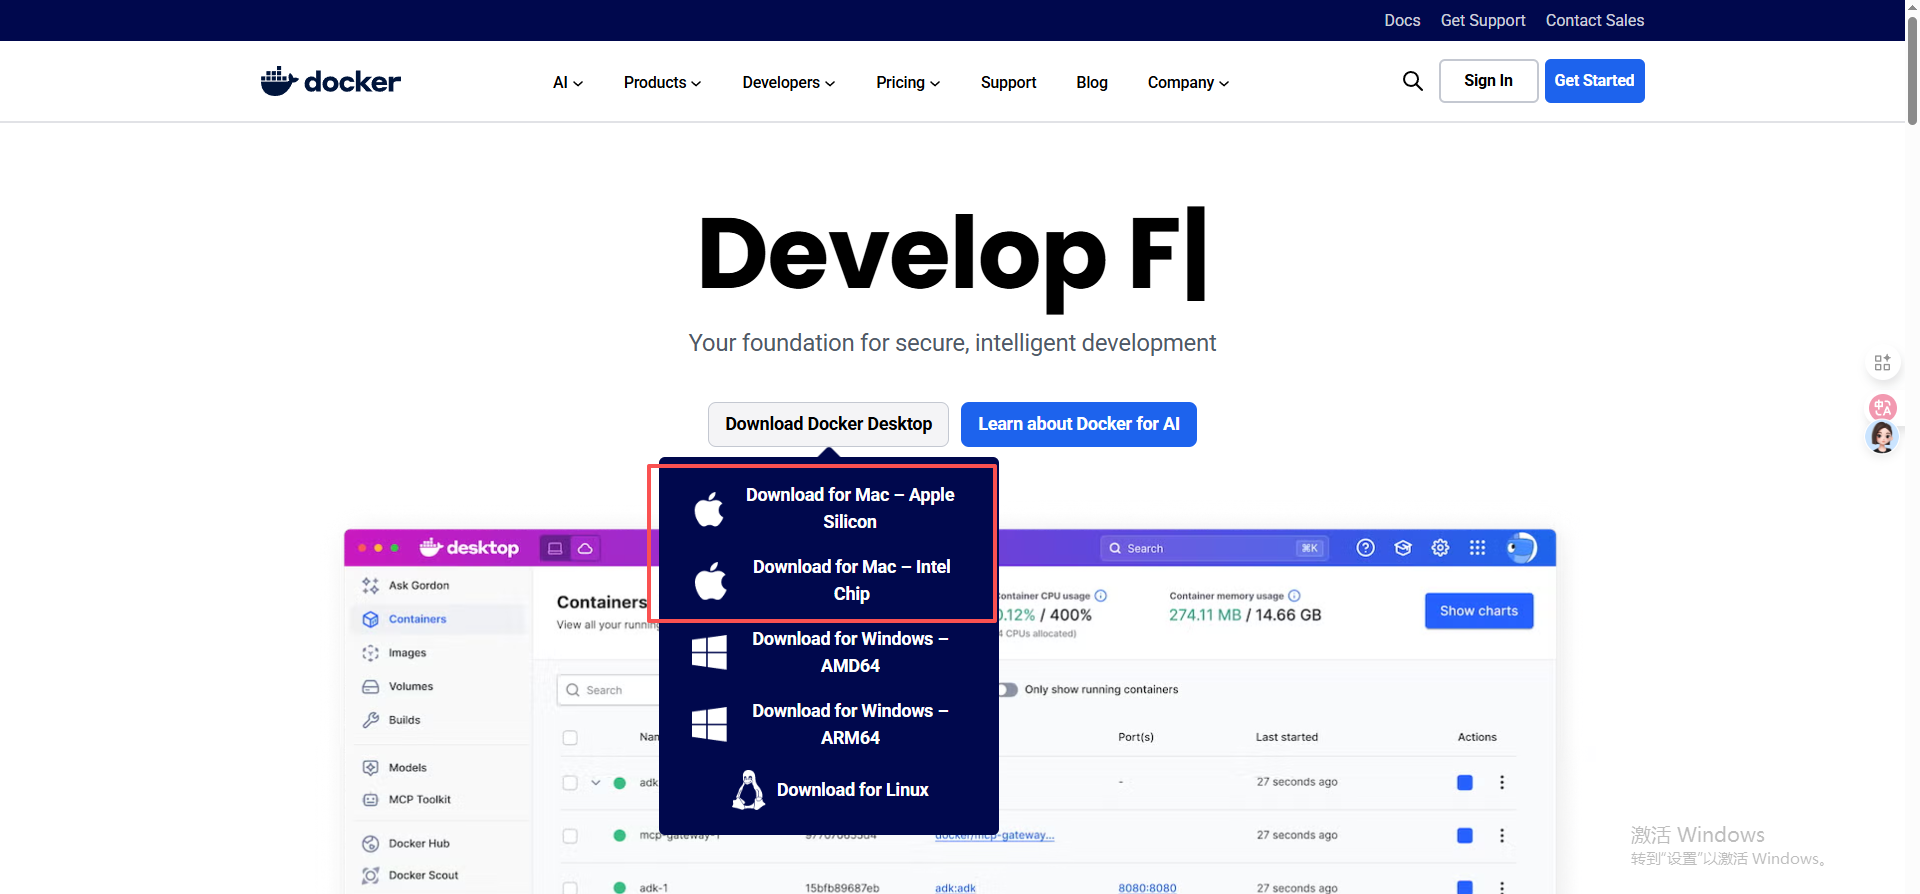 Docs Get Support Contact Sales
docker AI Products Developers Pricing Support Blog Company Sign In Get Started
Develop F
Your foundation for secure, intelligent development
Download Docker Desktop Learn about Docker for AI
Download for Mac – Apple
Silicon
Download for Mac – Intel
Chip
Download for Windows –
AMD64
Download for Windows –
ARM64
Download for Linux
desktop Search ⌘K
Ask Gordon
Containers
Images
Volumes
Builds
Models
MCP Toolkit
Docker Hub
Docker Scout
Containers
View all your running
Container CPU usage
0.12% / 400%
4 CPUs allocated)
Container memory usage
274.11 MB / 14.66 GB
Show charts
Search Only show running containers
Port(s) Last started Actions
adk - 27 seconds ago
mcp-gateway-1 docker/mcp-gateway... 27 seconds ago
adk-1 15bfb89687eb adk:adk 8080:8080 27 seconds ago
激活 Windows
转到“设置”以激活 Windows。